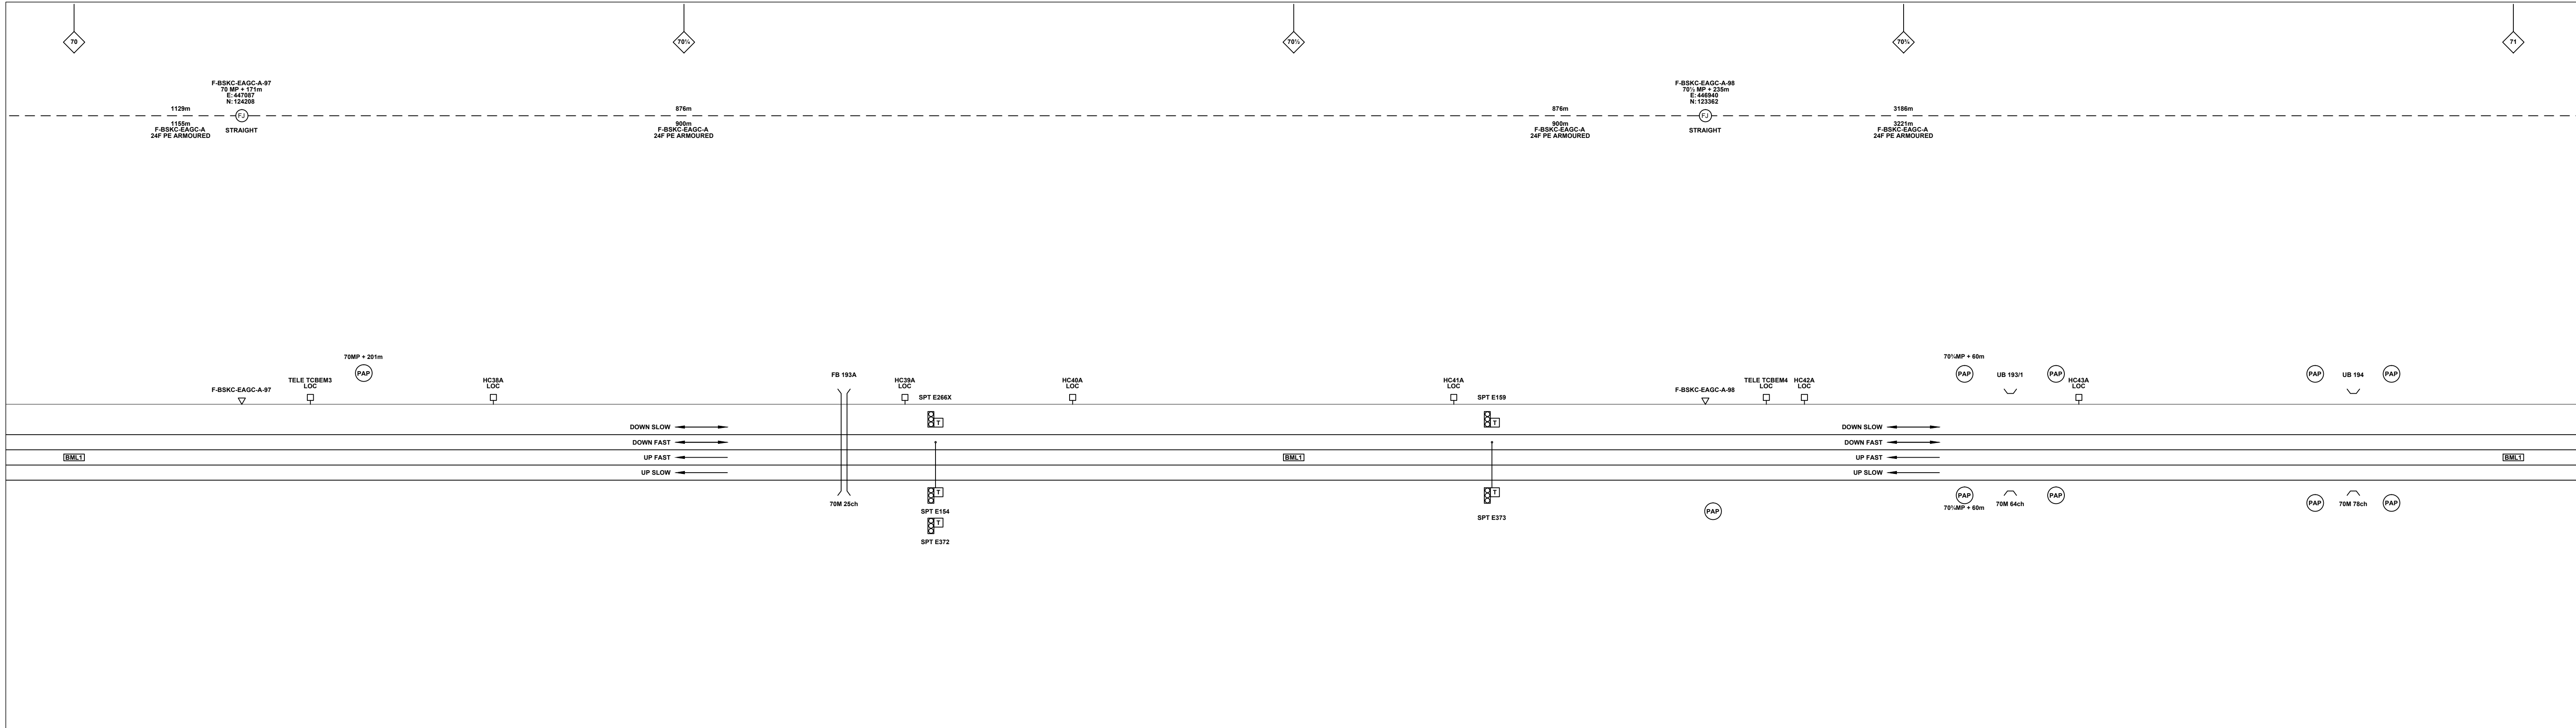 70
70¼
70½
70¾
71
F-BSKC-EAGC-A-97
70 MP + 171m
E: 447087
N: 124208
1129m
FJ
1155m
F-BSKC-EAGC-A
24F PE ARMOURED
STRAIGHT
876m
900m
F-BSKC-EAGC-A
24F PE ARMOURED
876m
900m
F-BSKC-EAGC-A
24F PE ARMOURED
F-BSKC-EAGC-A-98
70½ MP + 235m
E: 446940
N: 123362
FJ
STRAIGHT
3186m
3221m
F-BSKC-EAGC-A
24F PE ARMOURED
F-BSKC-EAGC-A-97
TELE TCBEM3
LOC
70MP + 201m
PAP
HC38A
LOC
FB 193A
HC39A
LOC
SPT E266X
T
HC40A
LOC
HC41A
LOC
SPT E159
T
F-BSKC-EAGC-A-98
TELE TCBEM4
LOC
HC42A
LOC
70¾MP + 60m
PAP
UB 193/1
PAP
HC43A
LOC
PAP
UB 194
PAP
DOWN SLOW
DOWN FAST
UP FAST
UP SLOW
DOWN SLOW
DOWN FAST
UP FAST
UP SLOW
BML1
BML1
BML1
70M 25ch
T
SPT E154
T
SPT E372
T
SPT E373
PAP
PAP
70¾MP + 60m
70M 64ch
PAP
PAP
70M 78ch
PAP